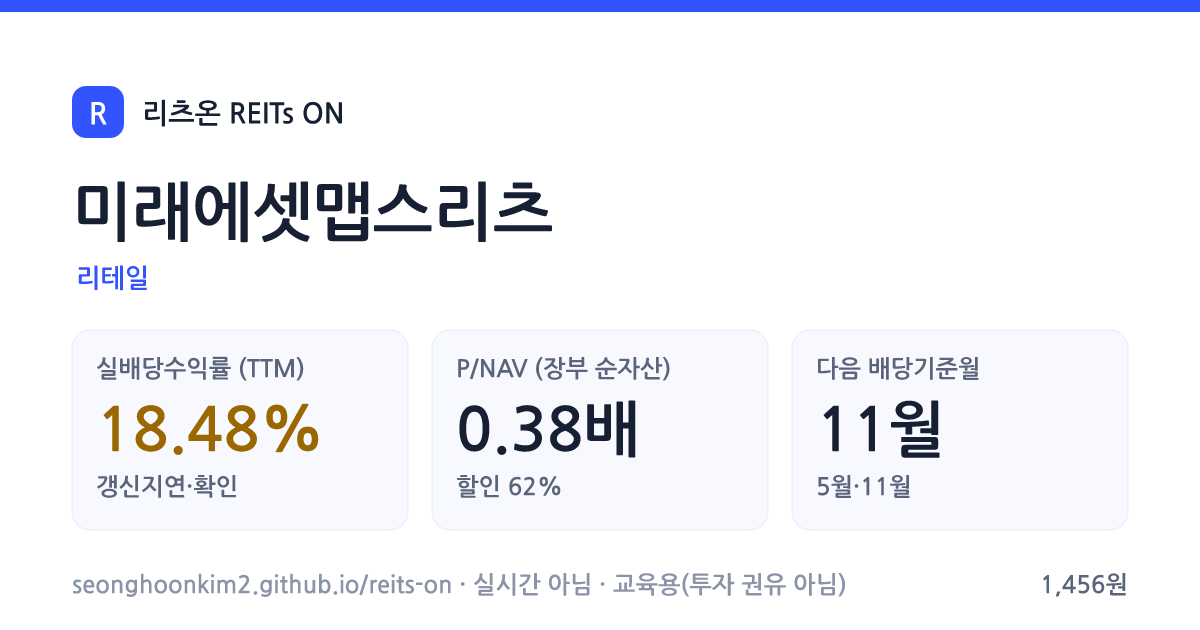 R 리츠온 REITs ON
미래에셋맵스리츠
리테일
실배당수익률 (TTM)
18.48%
갱신지연·확인
P/NAV (장부 순자산)
0.38배
할인 62%
다음 배당기준월
11월
5월·11월
seonghoonkim2.github.io/reits-on · 실시간 아님 · 교육용(투자 권유 아님)
1,456원